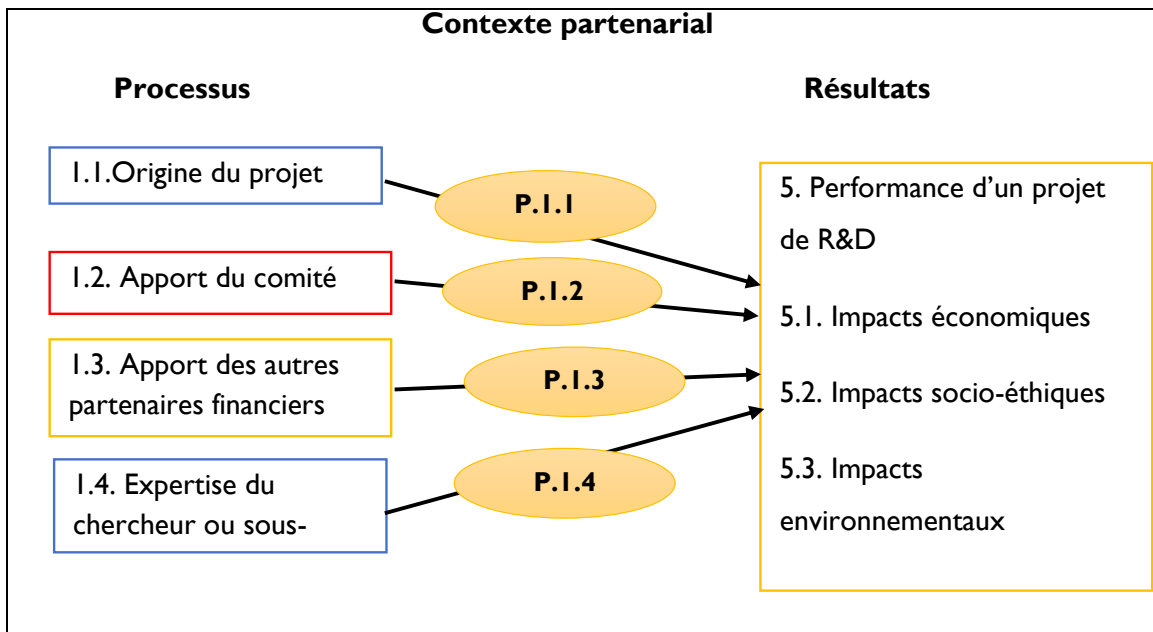 Contexte partenarial
Processus
Résultats
1.1.Origine du projet
P.1.1
1.2. Apport du comité
P.1.2
1.3. Apport des autres
partenaires financiers
P.1.3
1.4. Expertise du
chercheur ou sous-
P.1.4
5. Performance d’un projet
de R&D
5.1. Impacts économiques
5.2. Impacts socio-éthiques
5.3. Impacts
environnementaux